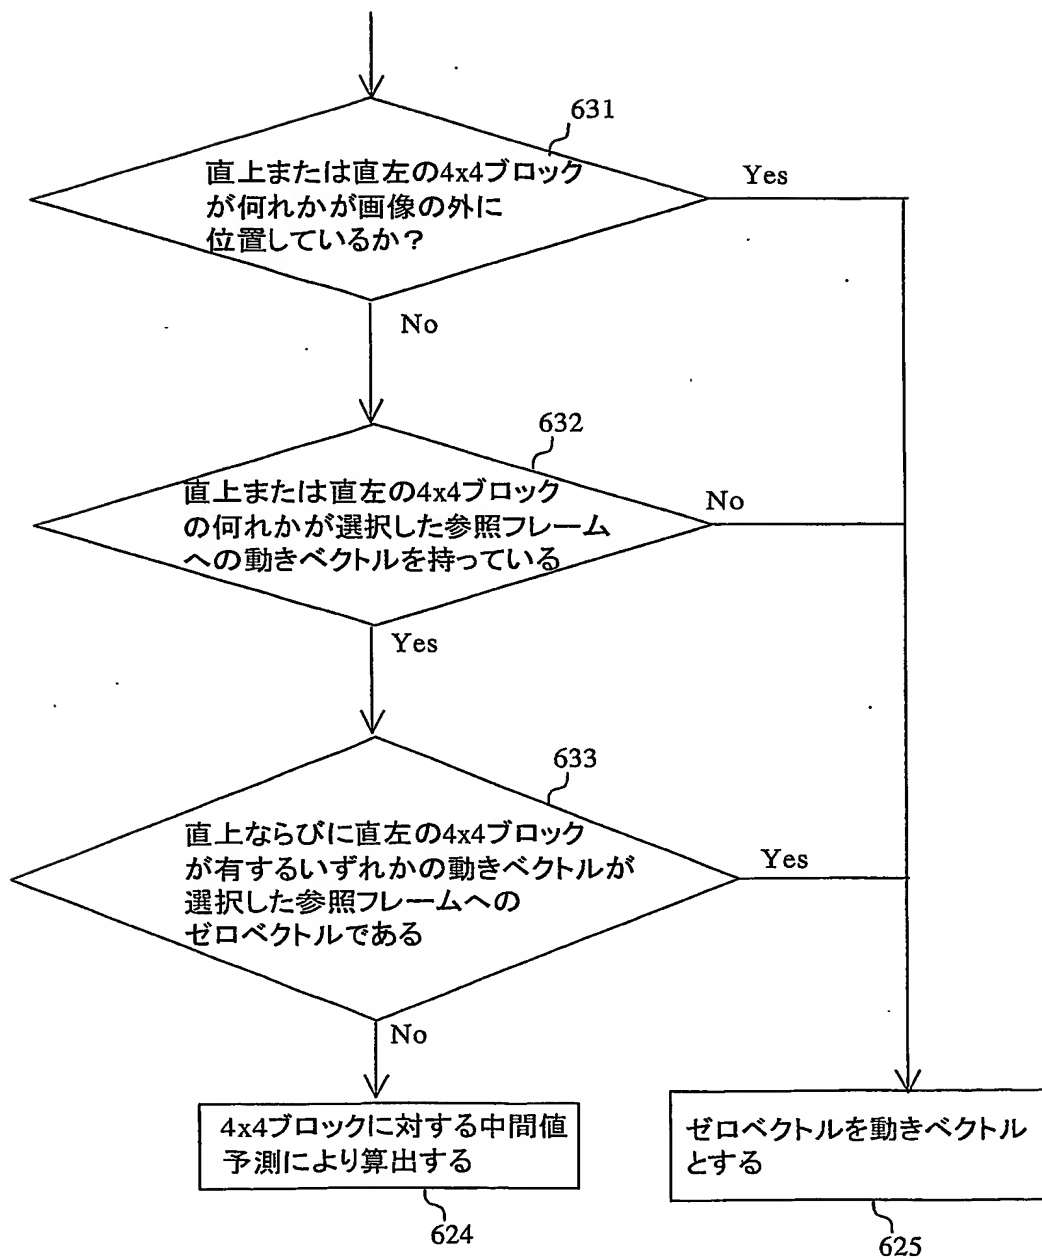 631
直上または直左の4x4ブロック
が何れかが画像の外に
位置しているか？
Yes
No
632
直上または直左の4x4ブロック
の何れかが選択した参照フレーム
への動きベクトルを持っている
No
Yes
633
直上ならびに直左の4x4ブロック
が有するいずれかの動きベクトルが
選択した参照フレームへの
ゼロベクトルである
Yes
No
4x4ブロックに対する中間値
予測により算出する
624
ゼロベクトルを動きベクトル
とする
625